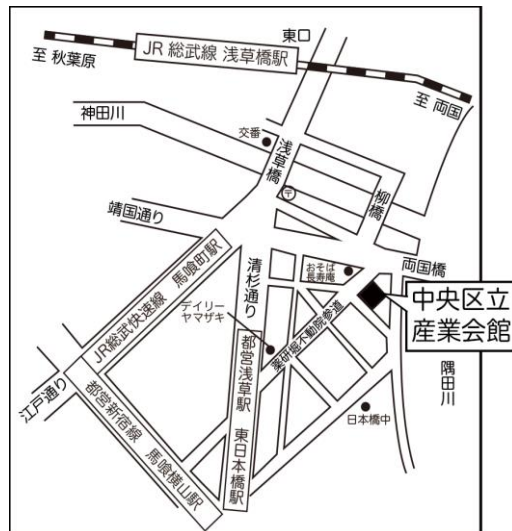 東口
JR 総武線 浅草橋駅
至 秋葉原
至 両国
神田川
交番
浅草橋
〒
柳橋
靖国通り
両国橋
おそば
長寿庵
清杉通り
JR総武快速線 馬喰町駅
中央区立
産業会館
デイリー
ヤマザキ
薬研堀不動院参道
都営浅草駅 東日本橋駅
隅田川
江戸通り
都営新宿線 馬喰横山駅
日本橋中